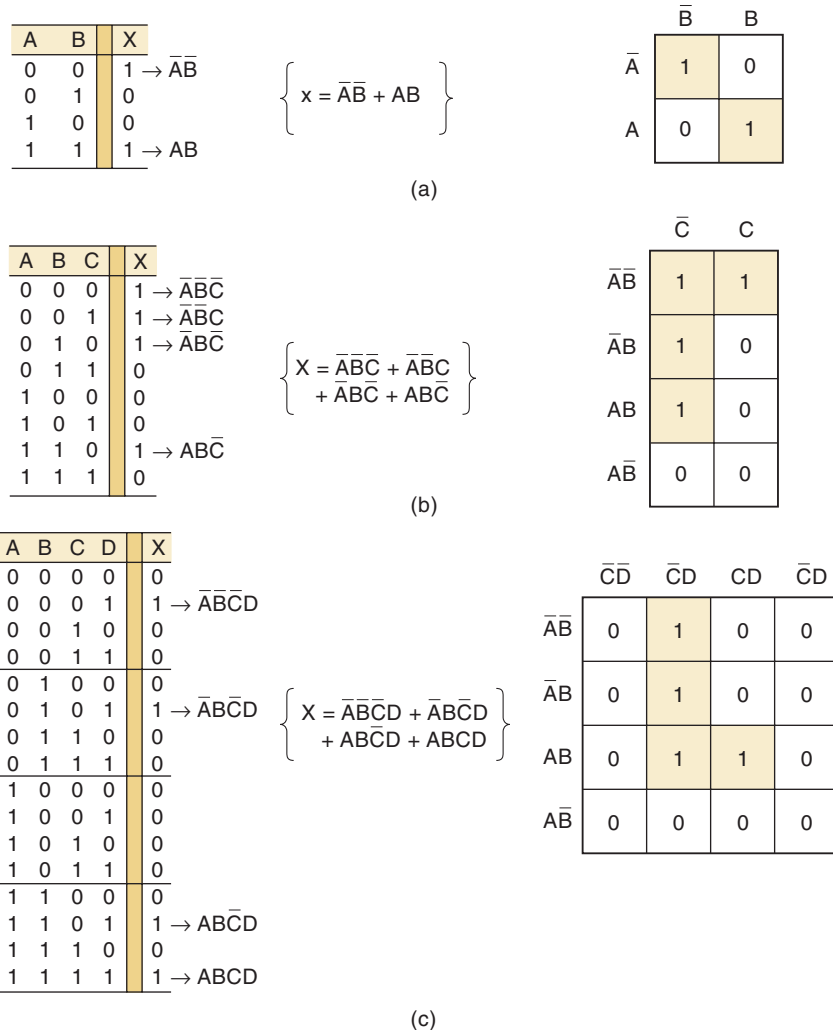 B̅ B
A B X
0 0 1 → A̅B̅
0 1 0
1 0 0
1 1 1 → AB
{ x = A̅B̅ + AB }
A̅ 1 0
A 0 1
(a)
C̅ C
A B C X
0 0 0 1 → A̅B̅C̅
0 0 1 1 → A̅B̅C
0 1 0 1 → A̅BC̅
0 1 1 0
1 0 0 0
1 0 1 0
1 1 0 1 → ABC̅
1 1 1 0
{ X = A̅B̅C̅ + A̅B̅C
+ A̅BC̅ + ABC̅ }
A̅B̅ 1 1
A̅B 1 0
AB 1 0
AB̅ 0 0
(b)
A B C D X
0 0 0 0 0
0 0 0 1 1 → A̅B̅C̅D
0 0 1 0 0
0 0 1 1 0
0 1 0 0 0
0 1 0 1 1 → A̅BC̅D
0 1 1 0 0
0 1 1 1 0
1 0 0 0 0
1 0 0 1 0
1 0 1 0 0
1 0 1 1 0
1 1 0 0 0
1 1 0 1 1 → ABC̅D
1 1 1 0 0
1 1 1 1 1 → ABCD
{ X = A̅B̅C̅D + A̅BC̅D
+ ABC̅D + ABCD }
C̅D̅ C̅D CD C̅D
A̅B̅ 0 1 0 0
A̅B 0 1 0 0
AB 0 1 1 0
AB̅ 0 0 0 0
(c)